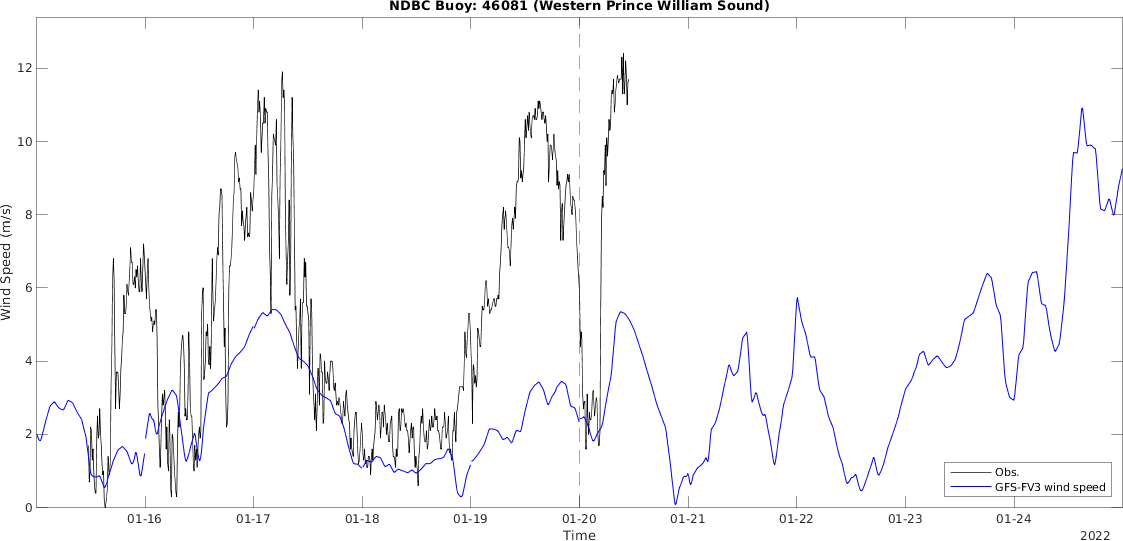 NDBC Buoy: 46081 (Western Prince William Sound)
Wind Speed (m/s)
12
10
8
6
4
2
0
01-16 01-17 01-18 01-19 01-20 01-21 01-22 01-23 01-24
Time
2022
Obs.
GFS-FV3 wind speed